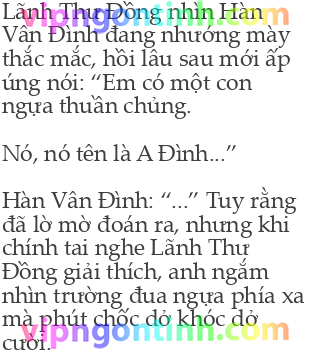 Lãnh Thư Đồng nhìn Hàn
Vân Đình đang nhướng mày
thắc mắc, hồi lâu sau mới ấp
úng nói: “Em có một con
ngựa thuần chủng.
Nó, nó tên là A Đình...”
Hàn Vân Đình: “...” Tuy rằng
đã lờ mờ đoán ra, nhưng khi
chính tai nghe Lãnh Thư
Đồng giải thích, anh ngắm
nhìn trường đua ngựa phía xa
mà phút chốc dở khóc dở
cười.
vipngontinh.com
vipngontinh.com